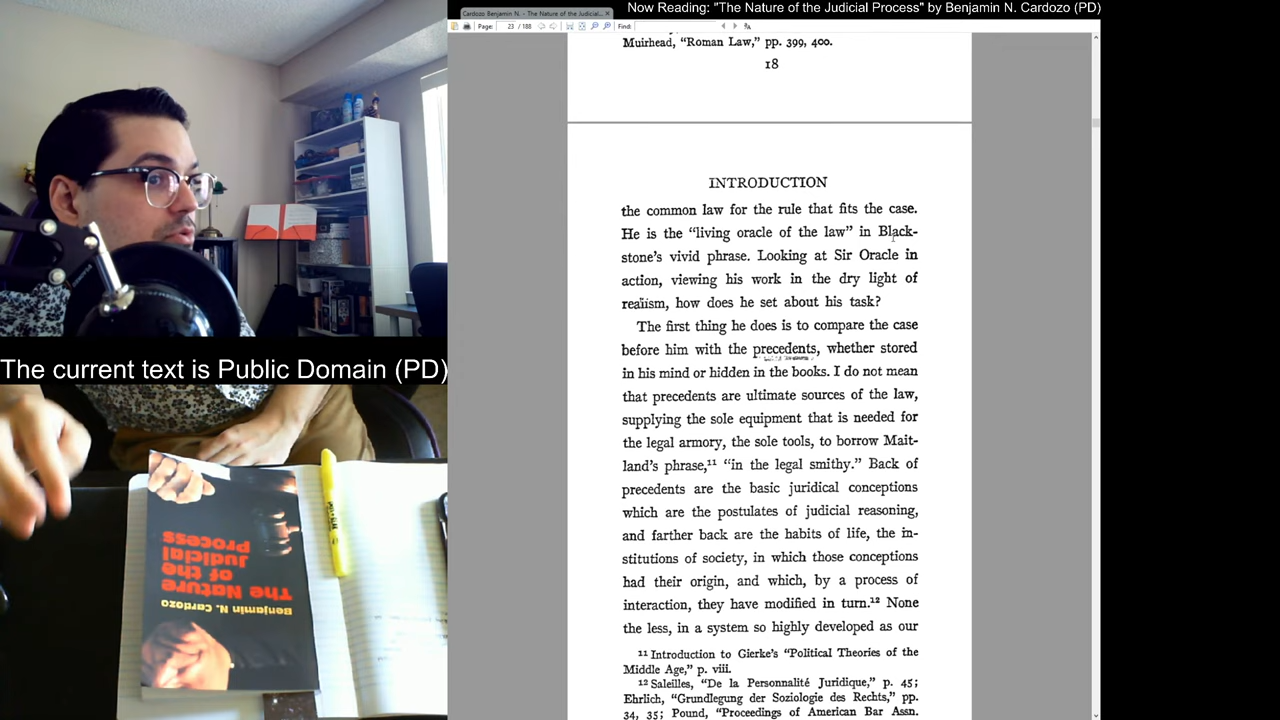 Now Reading: "The Nature of the Judicial Procsss" by Benjamin N. Cardozo (PD)
Cardozo Benjamin N. - The Nature of the Judicial...
Page: 23 / 188 Find:
Muirhead, “Roman Law,” pp. 399, 400.
18
INTRODUCTION
the common law for the rule that fits the case.
He is the “living oracle of the law” in Black-
stone’s vivid phrase. Looking at Sir Oracle in
action, viewing his work in the dry light of
realism, how does he set about his task?
The first thing he does is to compare the case
before him with the precedents, whether stored
in his mind or hidden in the books. I do not mean
that precedents are ultimate sources of the law,
supplying the sole equipment that is needed for
the legal armory, the sole tools, to borrow Mait-
land’s phrase,¹¹ “in the legal smithy.” Back of
precedents are the basic juridical conceptions
which are the postulates of judicial reasoning,
and farther back are the habits of life, the in-
stitutions of society, in which those conceptions
had their origin, and which, by a process of
interaction, they have modified in turn.¹² None
the less, in a system so highly developed as our
¹¹ Introduction to Gierke’s “Political Theories of the
Middle Age,” p. viii.
¹² Saleilles, “De la Personnalité Juridique,” p. 45;
Ehrlich, “Grundlegung der Soziologie des Rechts,” pp.
34, 35; Pound, “Proceedings of American Bar Assn.
The current text is Public Domain (PD)
Benjamin N. Cardozo
The Nature
of the
Judicial
Process